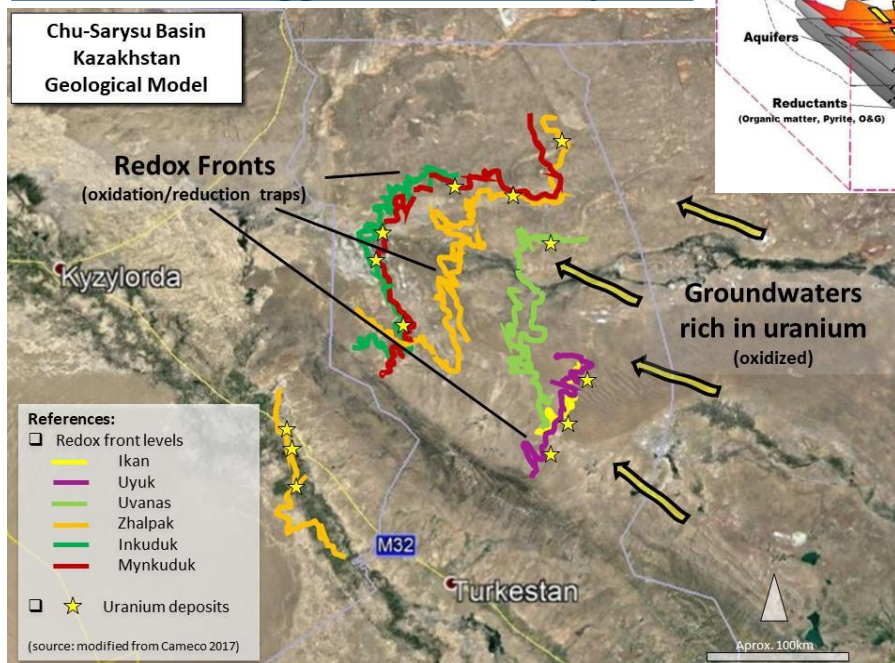 Chu-Sarysu Basin
Kazakhstan
Geological Model
Aquifers
Reductants
(Organic matter, Pyrite, O&G)
Redox Fronts
(oxidation/reduction traps)
Kyzylorda
Groundwaters
rich in uranium
(oxidized)
References:
Redox front levels
Ikan
Uyuk
Uvanas
Zhalpak
Inkuduk
Mynkuduk
Uranium deposits
(source: modified from Cameco 2017)
M32
Turkestan
Aprox. 100km